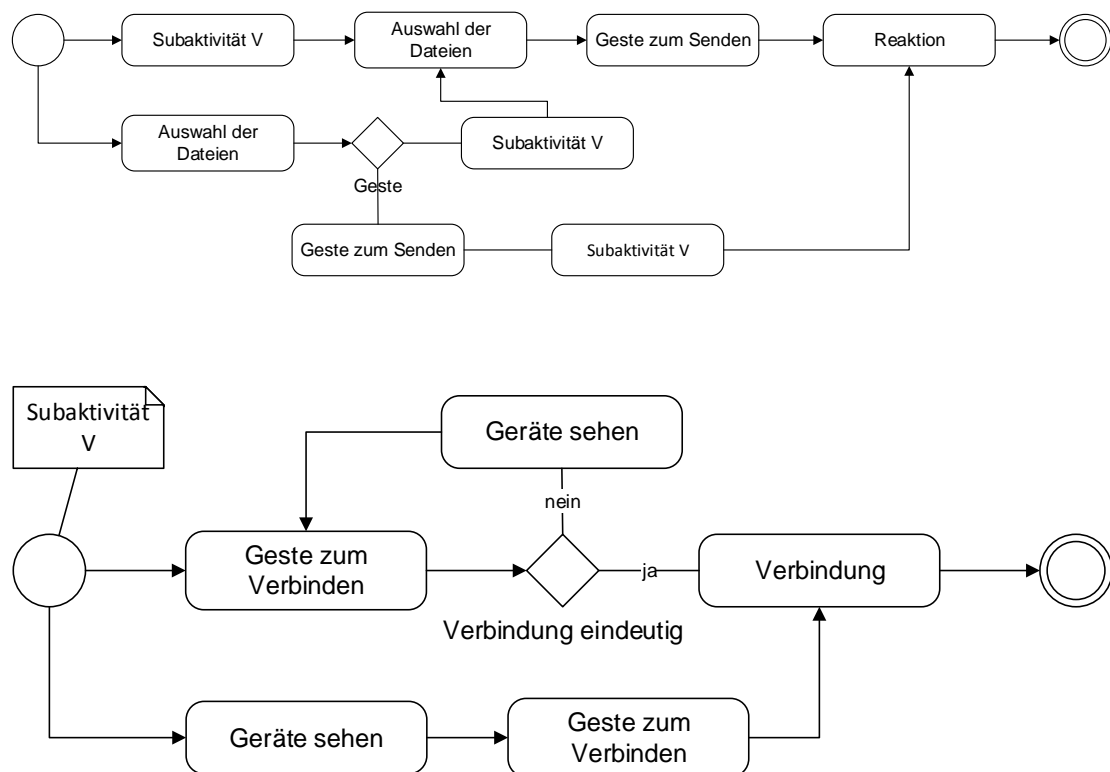 Subaktivität V
Auswahl der
Dateien
Geste zum Senden
Reaktion
Auswahl der
Dateien
Subaktivität V
Geste
Geste zum Senden
Subaktivität V
Subaktivität
V
Geräte sehen
nein
Geste zum
Verbinden
ja
Verbindung
Verbindung eindeutig
Geräte sehen
Geste zum
Verbinden